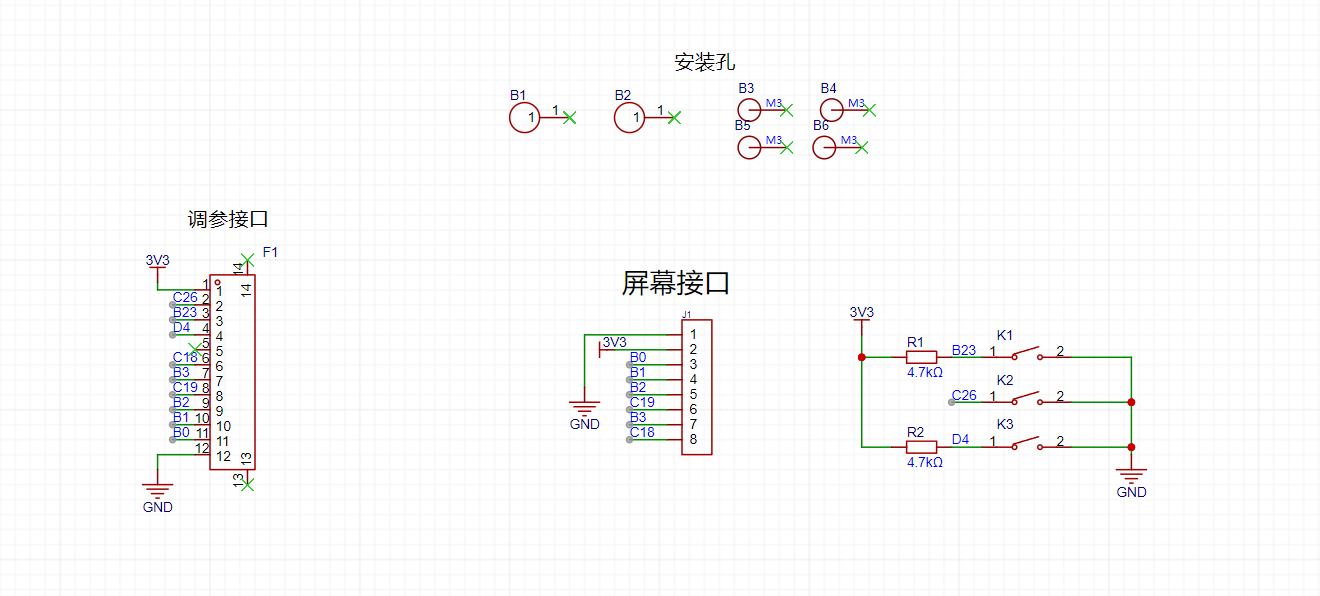 安装孔
B1 1 1
B2 1 1
B3 M3
B4 M3
B5 M3
B6 M3
调参接口
F1
3V3
14 14
1 1
C26 2 2
B23 3 3
D4 4 4
5 5
C18 6 6
B3 7 7
C19 8 8
B2 9 9
B1 10 10
B0 11 11
12 12
13 13
GND
屏幕接口
J1
1
3V3 2
B0 3
B1 4
B2 5
C19 6
B3 7
C18 8
GND
3V3
K1
R1 B23 1 2
4.7kΩ
K2
C26 1 2
K3
R2 D4 1 2
4.7kΩ
GND